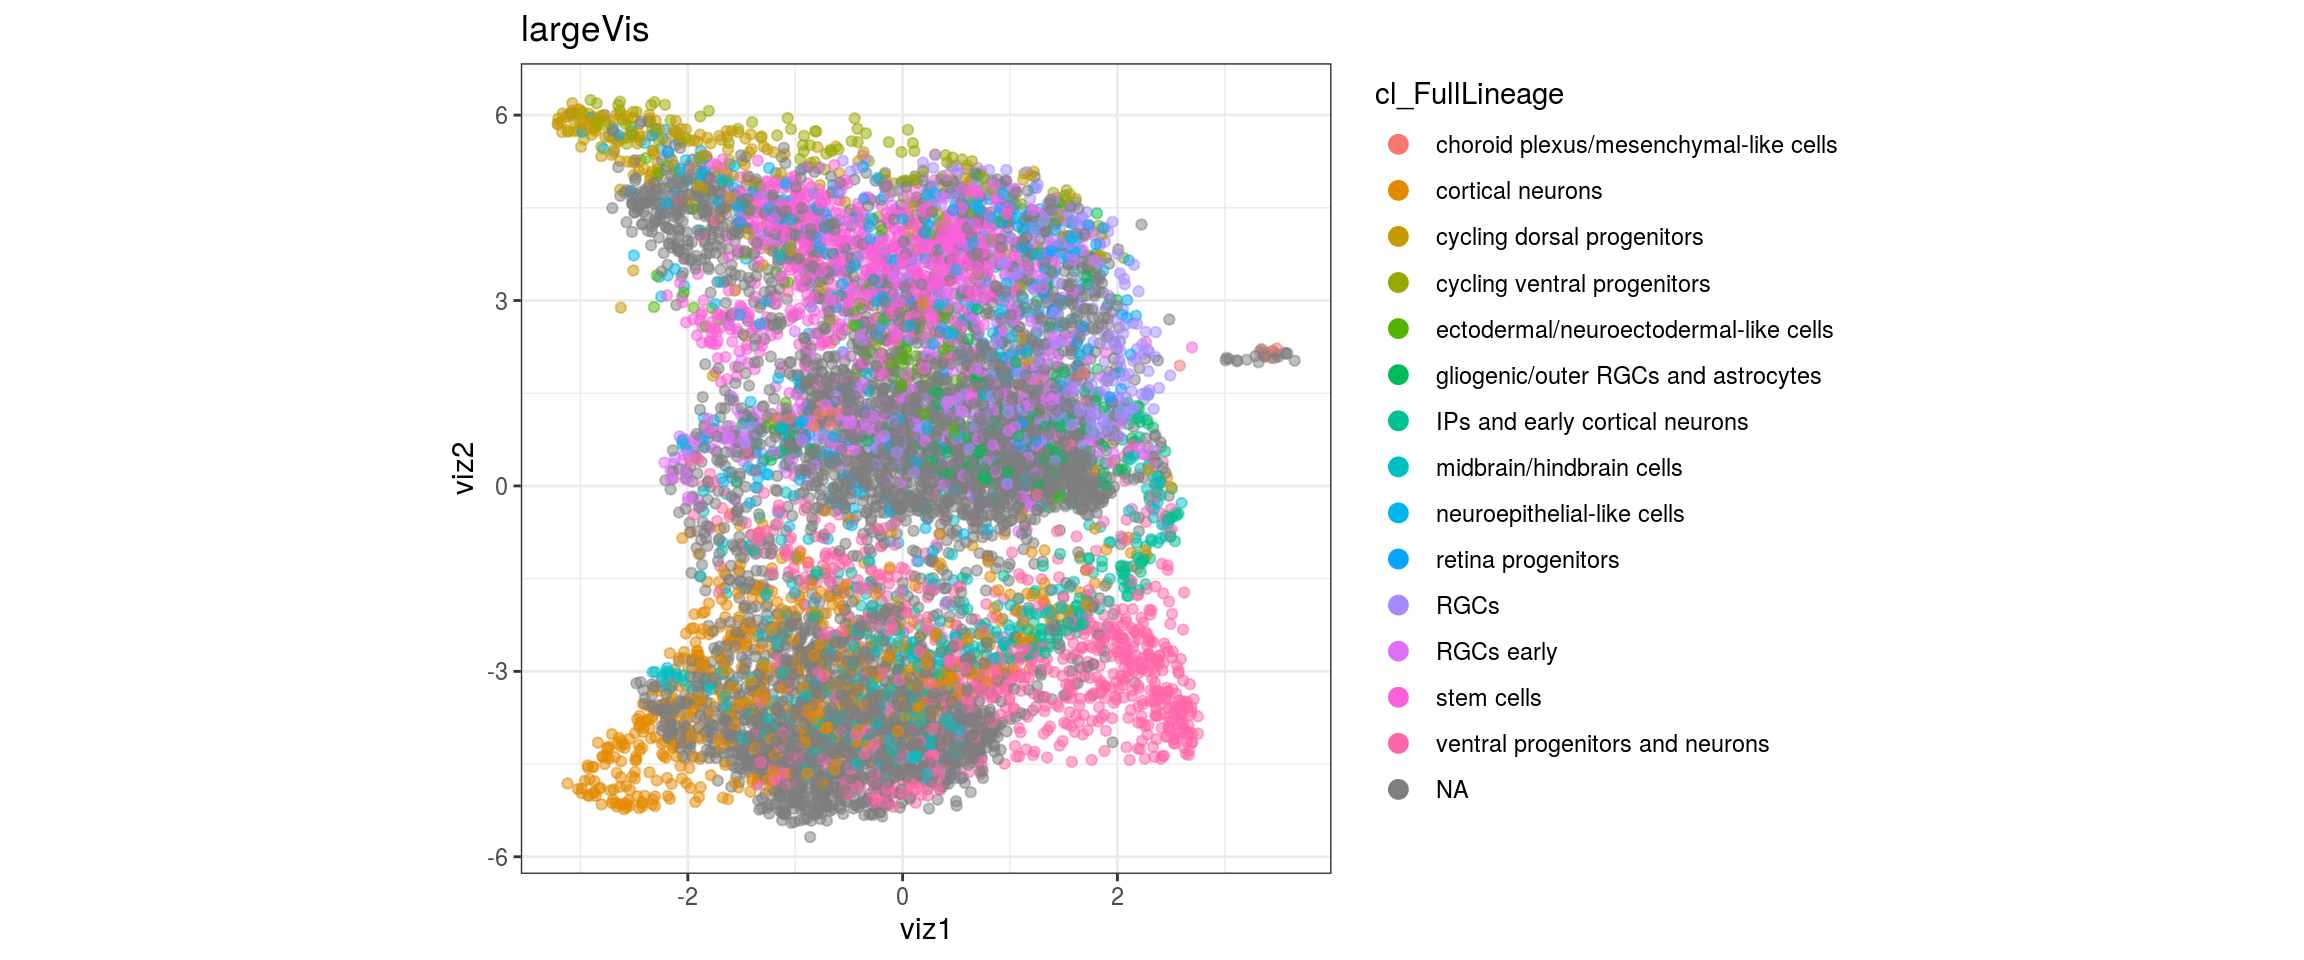 largeVis
cl_FullLineage
choroid plexus/mesenchymal-like cells
cortical neurons
cycling dorsal progenitors
cycling ventral progenitors
ectodermal/neuroectodermal-like cells
gliogenic/outer RGCs and astrocytes
IPs and early cortical neurons
midbrain/hindbrain cells
neuroepithelial-like cells
retina progenitors
RGCs
RGCs early
stem cells
ventral progenitors and neurons
NA
viz2
6
3
0
-3
-6
-2 0 2
viz1